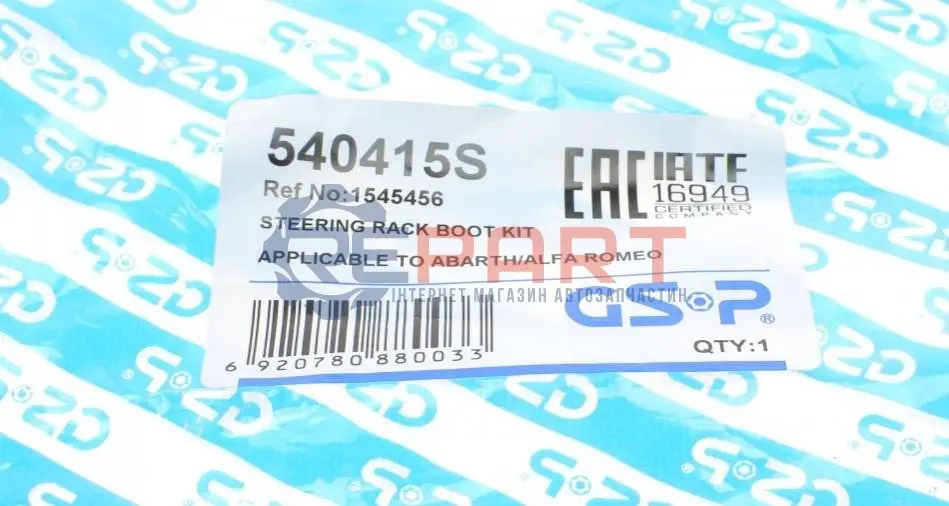 540415S
Ref No:1545456
STEERING RACK BOOT KIT
APPLICABLE TO ABARTH/ALFA ROMEO
EAC
IATF
16949
CERTIFIED
COMPANY
REPART
ІНТЕРНЕТ МАГАЗИН АВТОЗАПЧАСТИН
GSP®
QTY:1
6 920780 880033